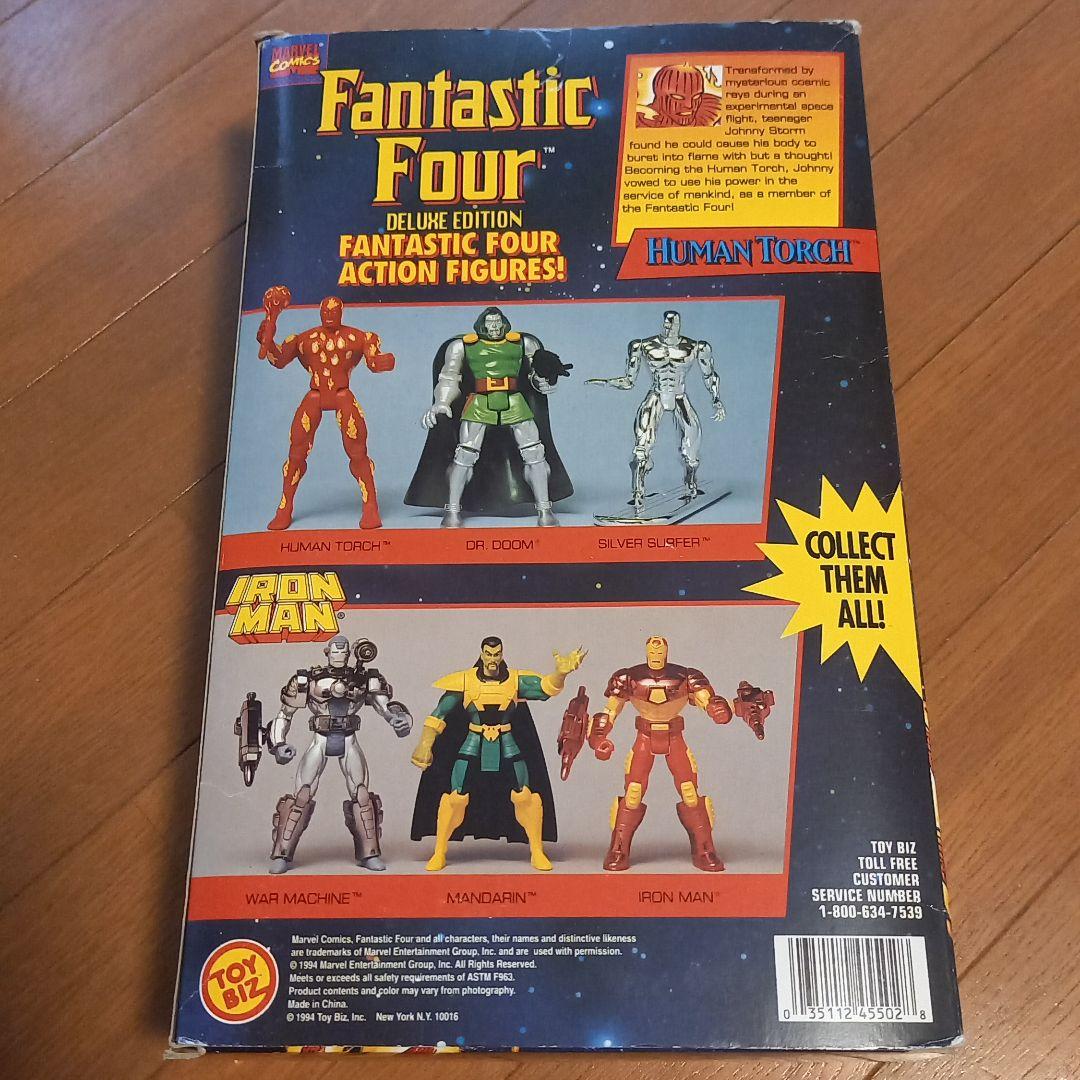 MARVEL
COMICS
Fantastic
Four™
DELUXE EDITION
FANTASTIC FOUR
ACTION FIGURES!
Transformed by
mysterious cosmic
rays during an
experimental space
flight, teenager
Johnny Storm
found he could cause his body to
burst into flame with but a thought!
Becoming the Human Torch, Johnny
vowed to use his power in the
service of mankind, as a member of
the Fantastic Four!
HUMAN TORCH™
HUMAN TORCH™
DR. DOOM®
SILVER SURFER™
COLLECT
THEM
ALL!
IRON
MAN®
WAR MACHINE™
MANDARIN™
IRON MAN®
TOY BIZ
TOLL FREE
CUSTOMER
SERVICE NUMBER
1-800-634-7539
TOY
BIZ
Marvel Comics, Fantastic Four and all characters, their names and distinctive likeness
are trademarks of Marvel Entertainment Group, Inc. and are used with permission.
© 1994 Marvel Entertainment Group, Inc. All Rights Reserved.
Meets or exceeds all safety requirements of ASTM F963.
Product contents and color may vary from photography.
Made in China.
© 1994 Toy Biz, Inc. New York N.Y. 10016
0 35112 45502 8